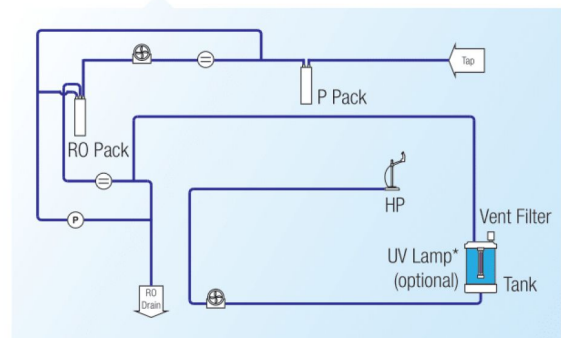 Tap
P Pack
RO Pack
HP
Vent Filter
UV Lamp*
(optional)
Tank
P
RO
Drain